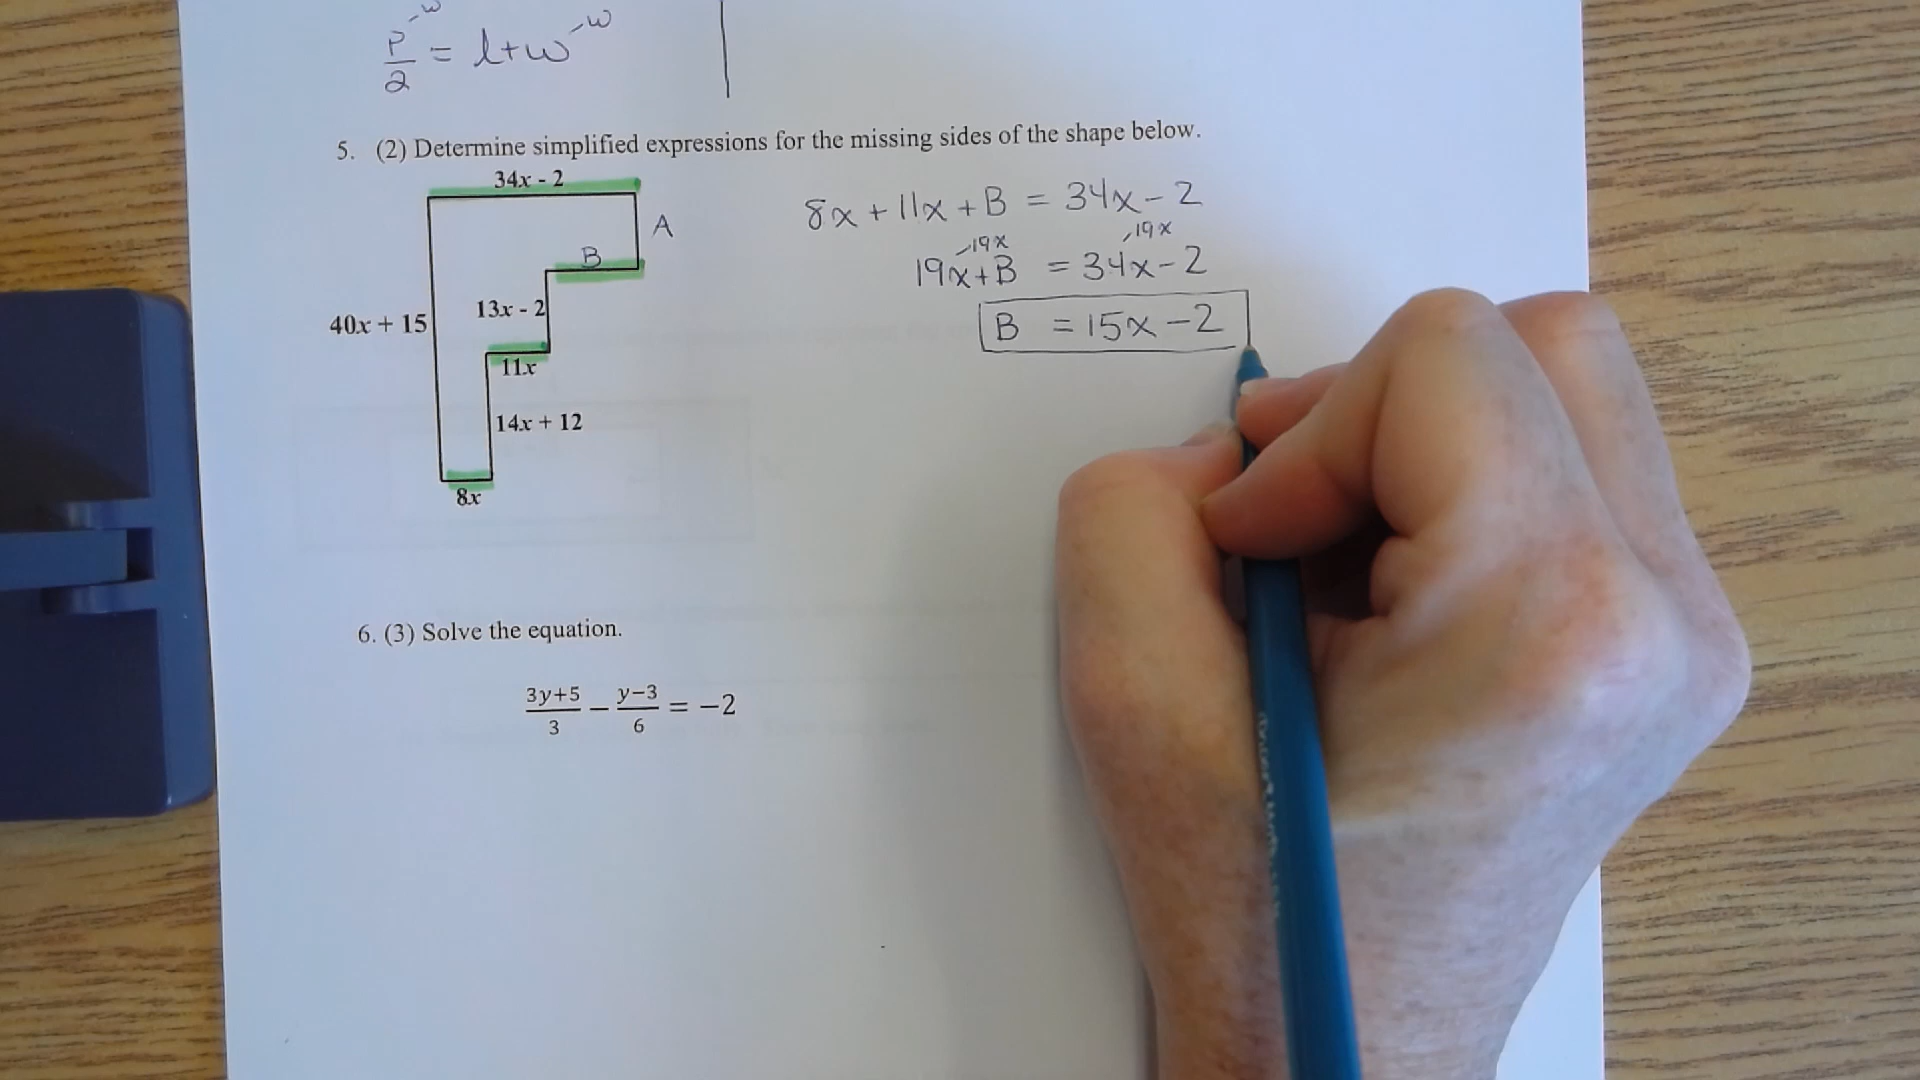 -w
P/2 = l+w -w
5. (2) Determine simplified expressions for the missing sides of the shape below.
34x - 2
A
B
13x - 2
40x + 15
11x
14x + 12
8x
8x + 11x + B = 34x - 2
-19x -19x
19x + B = 34x - 2
B = 15x - 2
6. (3) Solve the equation.
3y+5/3 − y−3/6 = −2